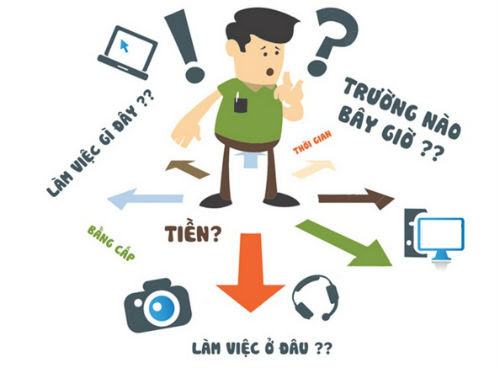 LÀM VIỆC GÌ ĐÂY ??
TRƯỜNG NÀO
BÂY GIỜ ??
THỜI GIAN
TIỀN?
BẰNG CẤP
LÀM VIỆC Ở ĐÂU ??